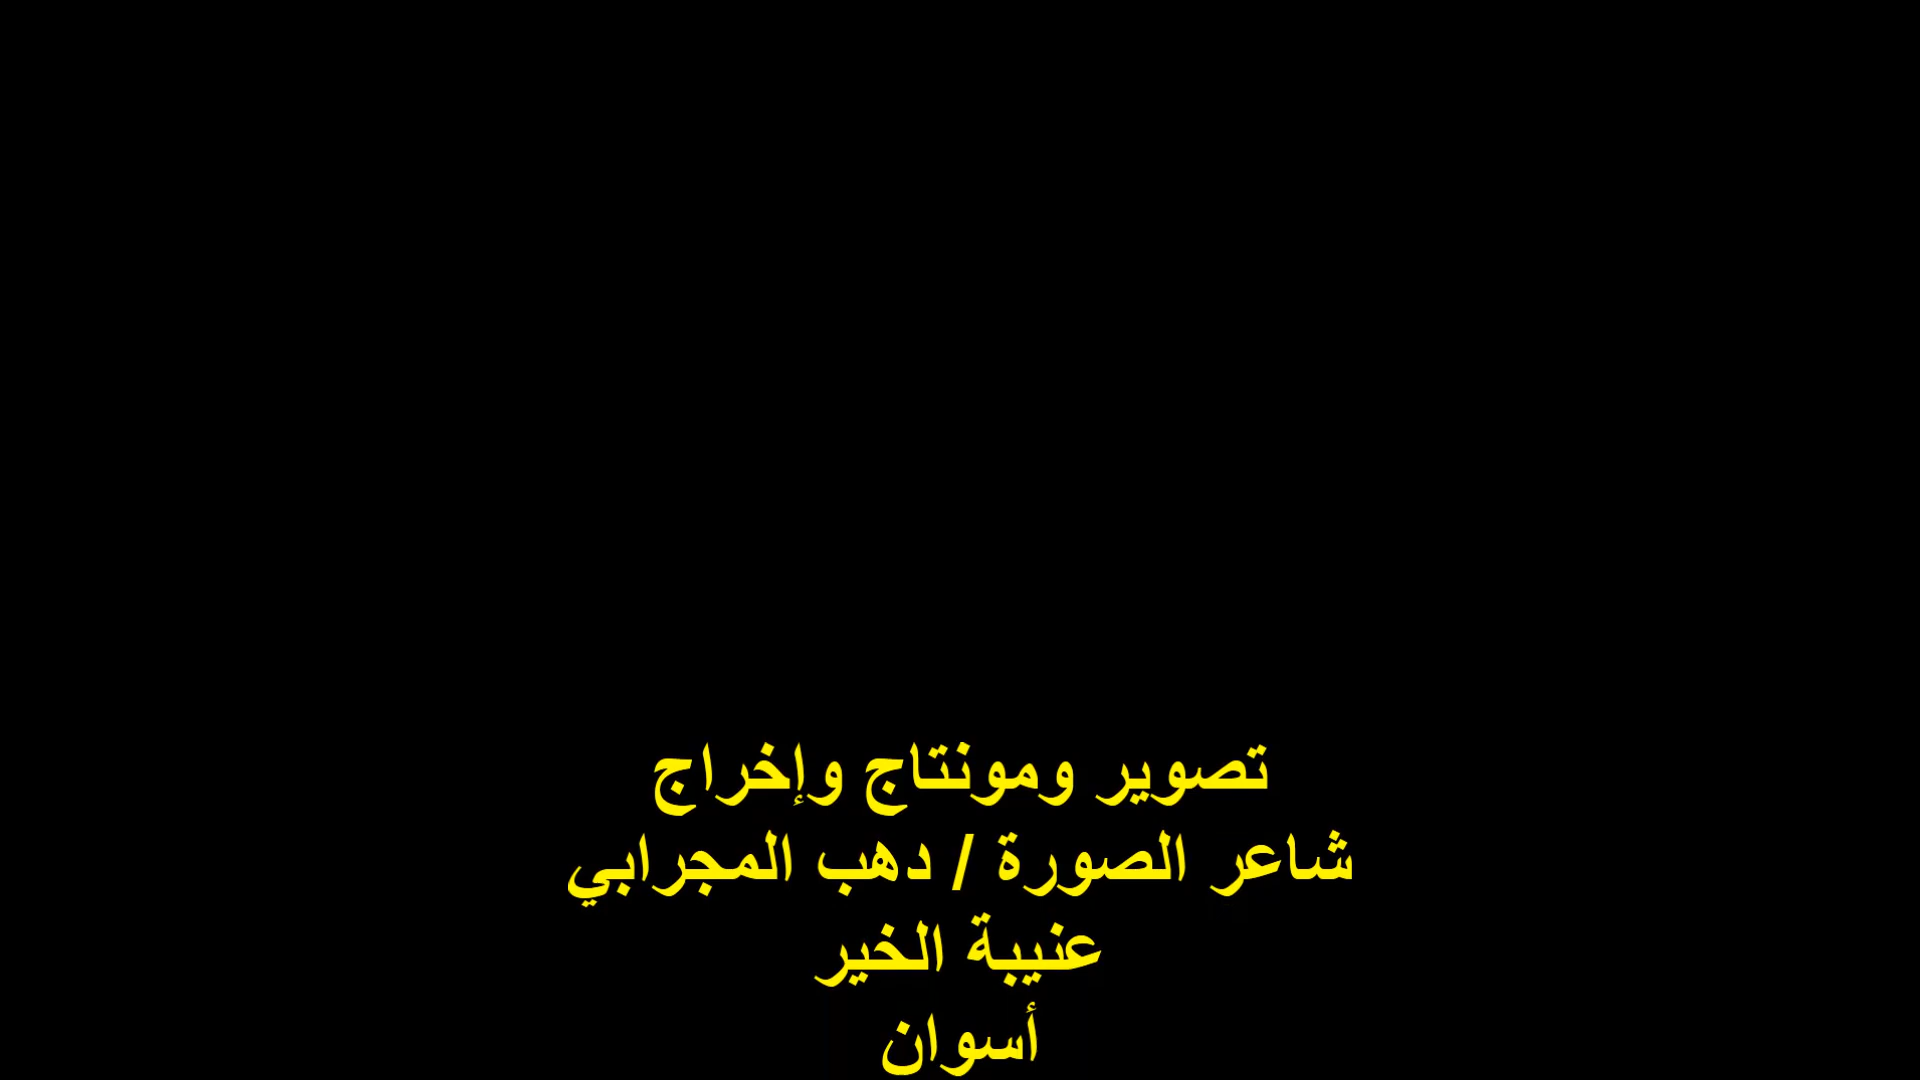 تصوير ومونتاج وإخراج
شاعر الصورة / دهب المجرابي
عنيبة الخير
أسوان